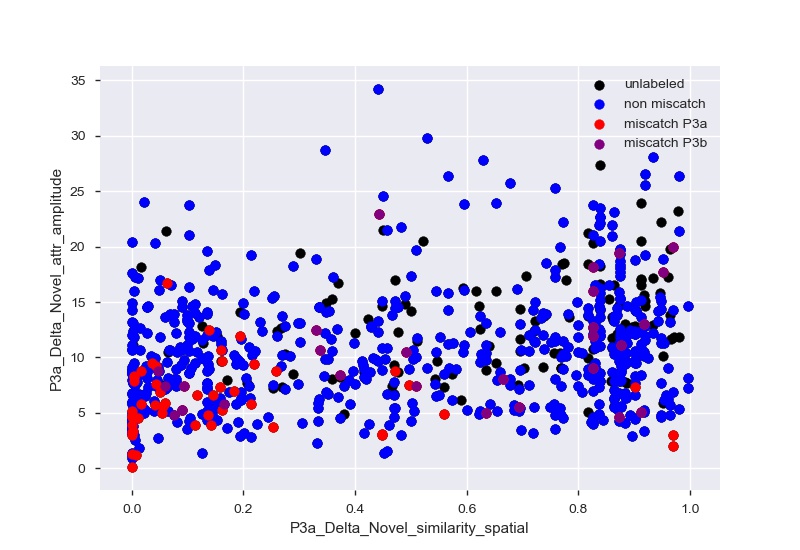 35
30
25
20
15
10
5
0
P3a_Delta_Novel_attr_amplitude
unlabeled
non miscatch
miscatch P3a
miscatch P3b
0.0 0.2 0.4 0.6 0.8 1.0
P3a_Delta_Novel_similarity_spatial